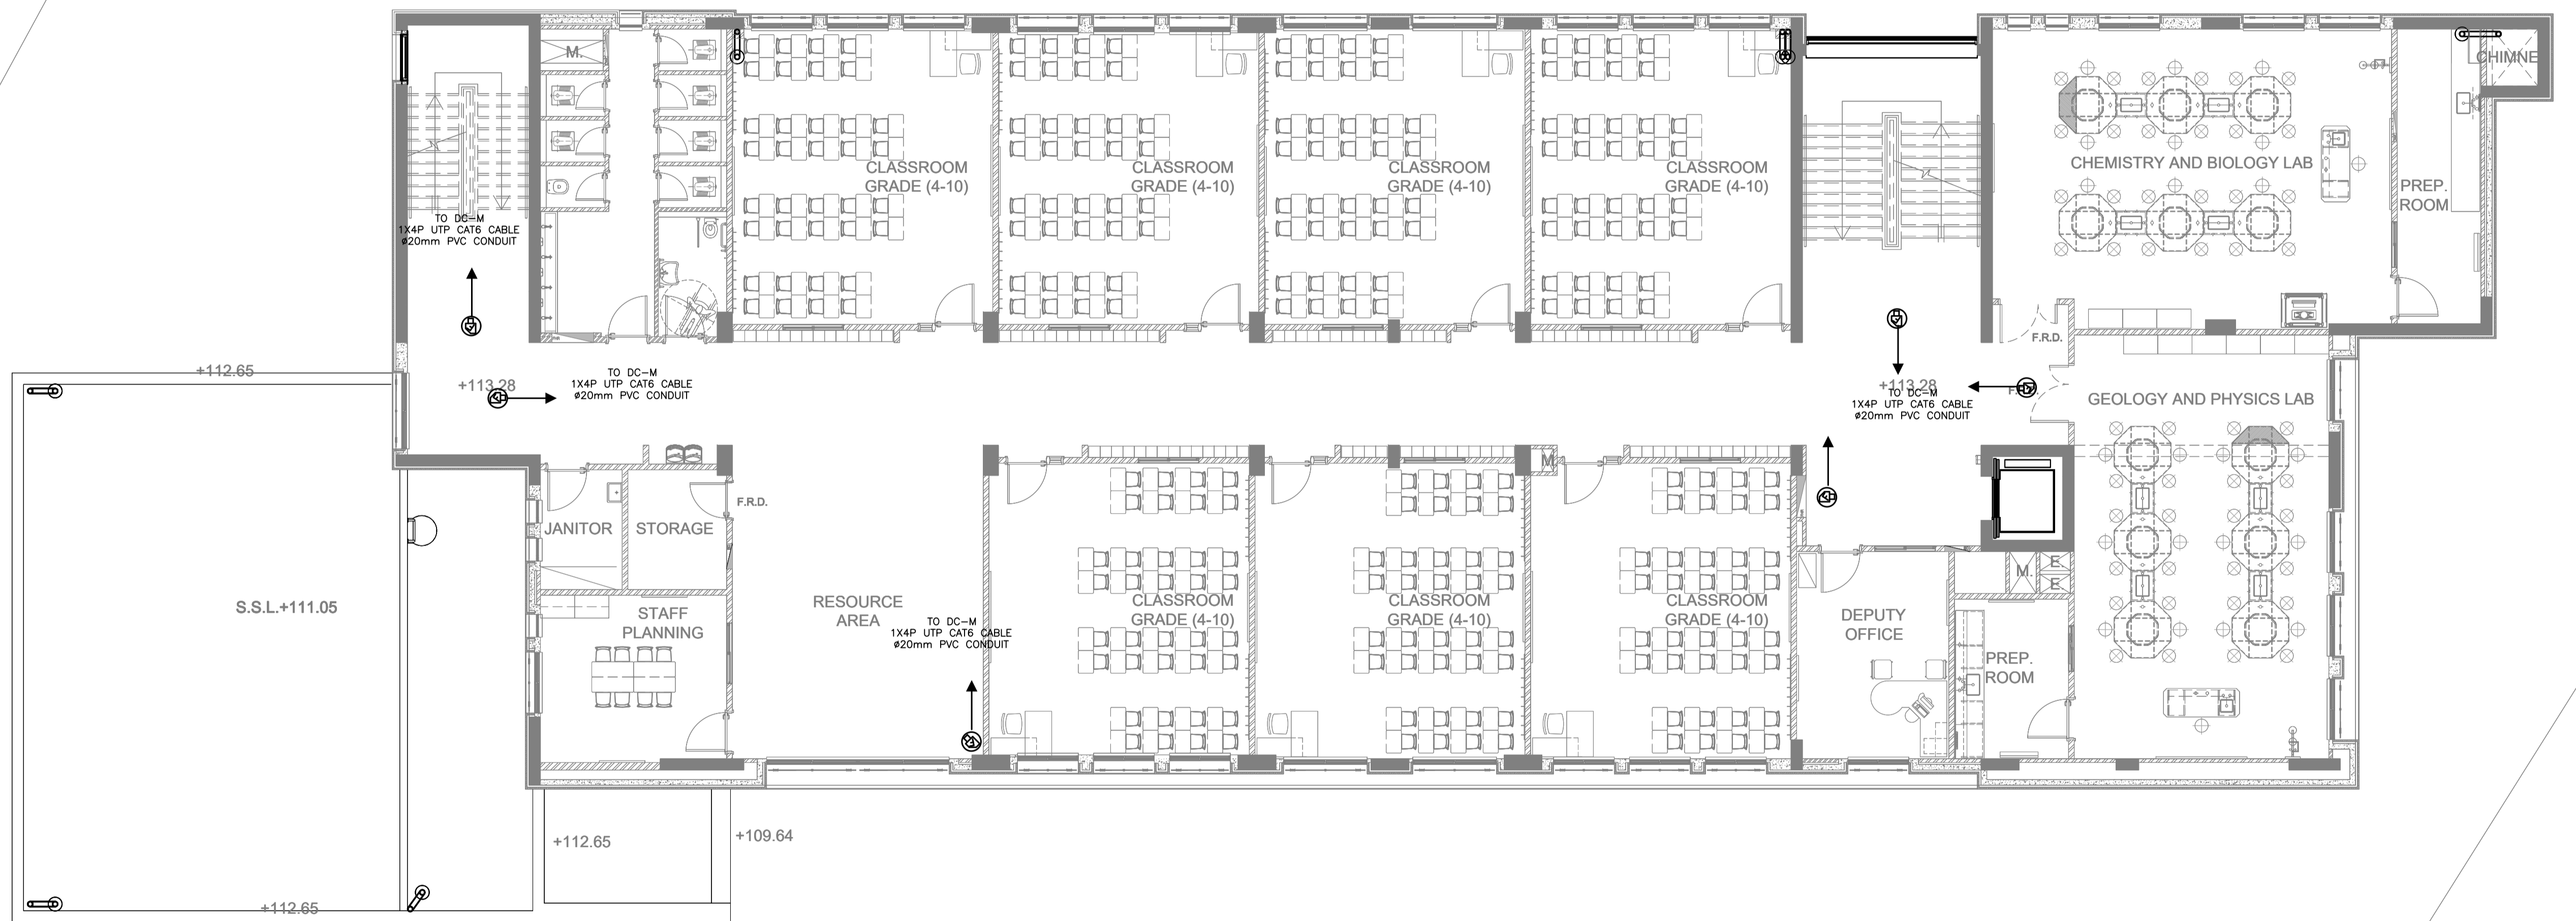 M.
CHIMNE
CLASSROOM
GRADE (4-10)
CLASSROOM
GRADE (4-10)
CLASSROOM
GRADE (4-10)
CLASSROOM
GRADE (4-10)
CHEMISTRY AND BIOLOGY LAB
PREP.
ROOM
TO DC-M
1X4P UTP CAT6 CABLE
ø20mm PVC CONDUIT
F.R.D.
+112.65
+113.28
TO DC-M
1X4P UTP CAT6 CABLE
ø20mm PVC CONDUIT
+113.28
TO DC-M
1X4P UTP CAT6 CABLE
ø20mm PVC CONDUIT
GEOLOGY AND PHYSICS LAB
M
F.R.D.
JANITOR
STORAGE
M.
E
E
S.S.L.+111.05
STAFF
PLANNING
RESOURCE
AREA
TO DC-M
1X4P UTP CAT6 CABLE
ø20mm PVC CONDUIT
CLASSROOM
GRADE (4-10)
CLASSROOM
GRADE (4-10)
CLASSROOM
GRADE (4-10)
DEPUTY
OFFICE
PREP.
ROOM
+112.65
+109.64
+112.65